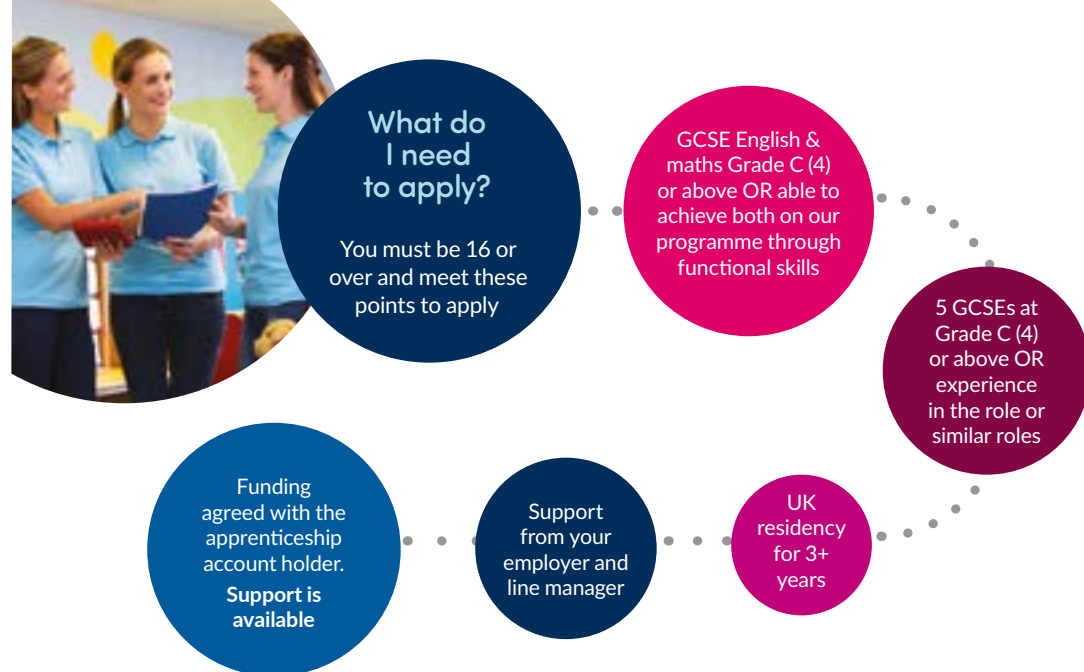 What do
I need
to apply?
You must be 16 or
over and meet these
points to apply
GCSE English &
maths Grade C (4)
or above OR able to
achieve both on our
programme through
functional skills
5 GCSEs at
Grade C (4)
or above OR
experience
in the role or
similar roles
UK
residency
for 3+
years
Support
from your
employer and
line manager
Funding
agreed with the
apprenticeship
account holder.
Support is
available